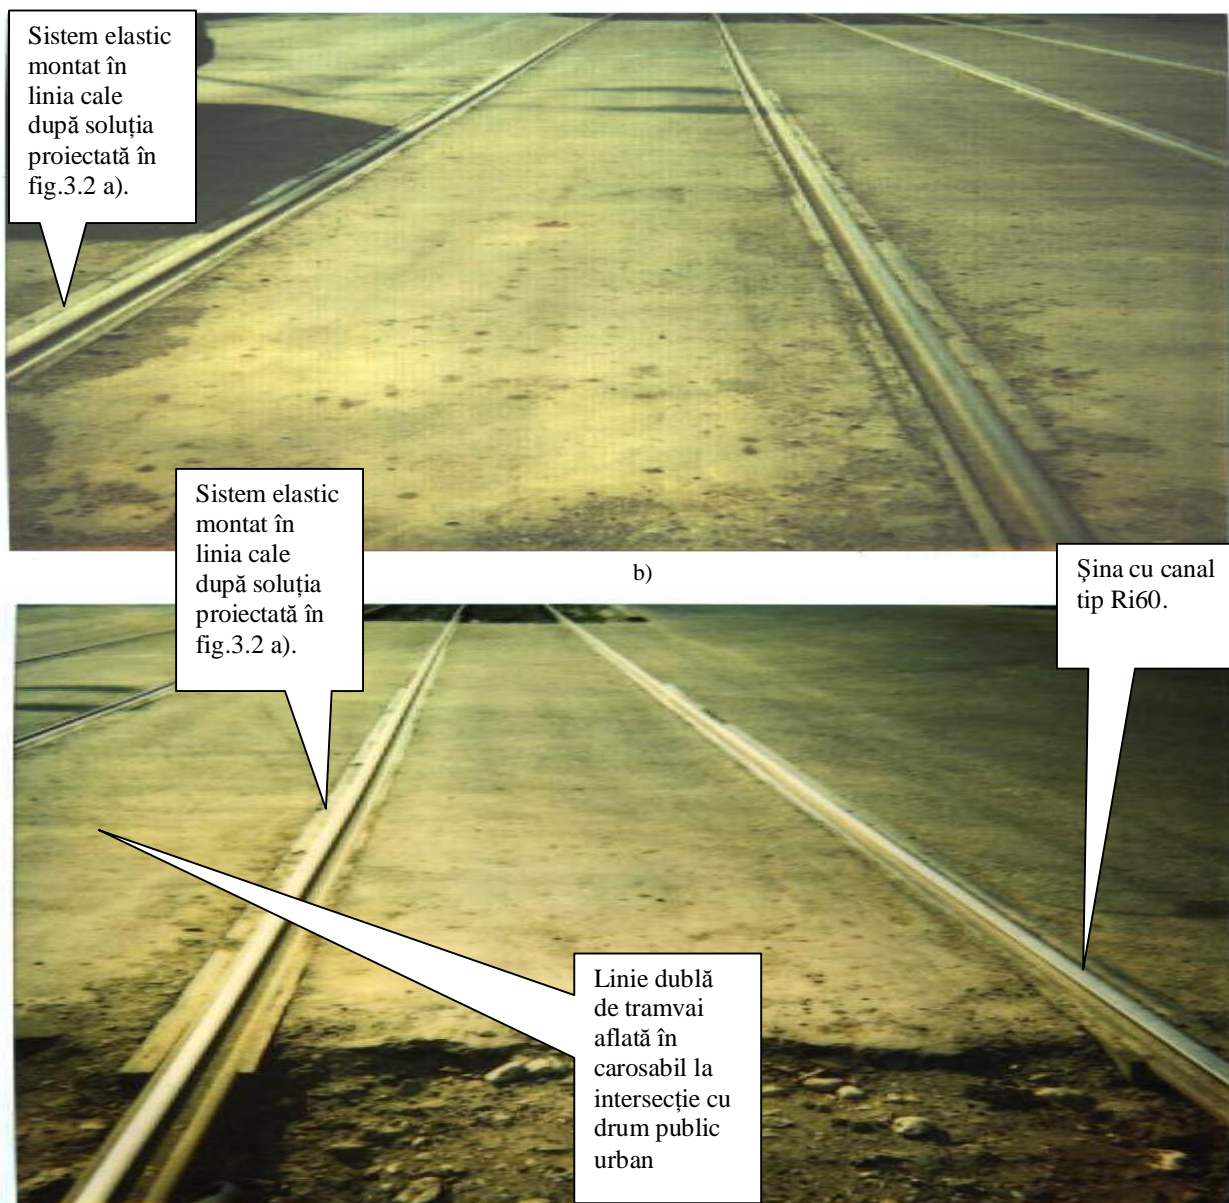 Sistem elastic
montat în
linia cale
după soluția
proiectată în
fig.3.2 a).
Sistem elastic
montat în
linia cale
după soluția
proiectată în
fig.3.2 a).
b)
Şina cu canal
tip Ri60.
Linie dublă
de tramvai
aflată în
carosabil la
intersecție cu
drum public
urban